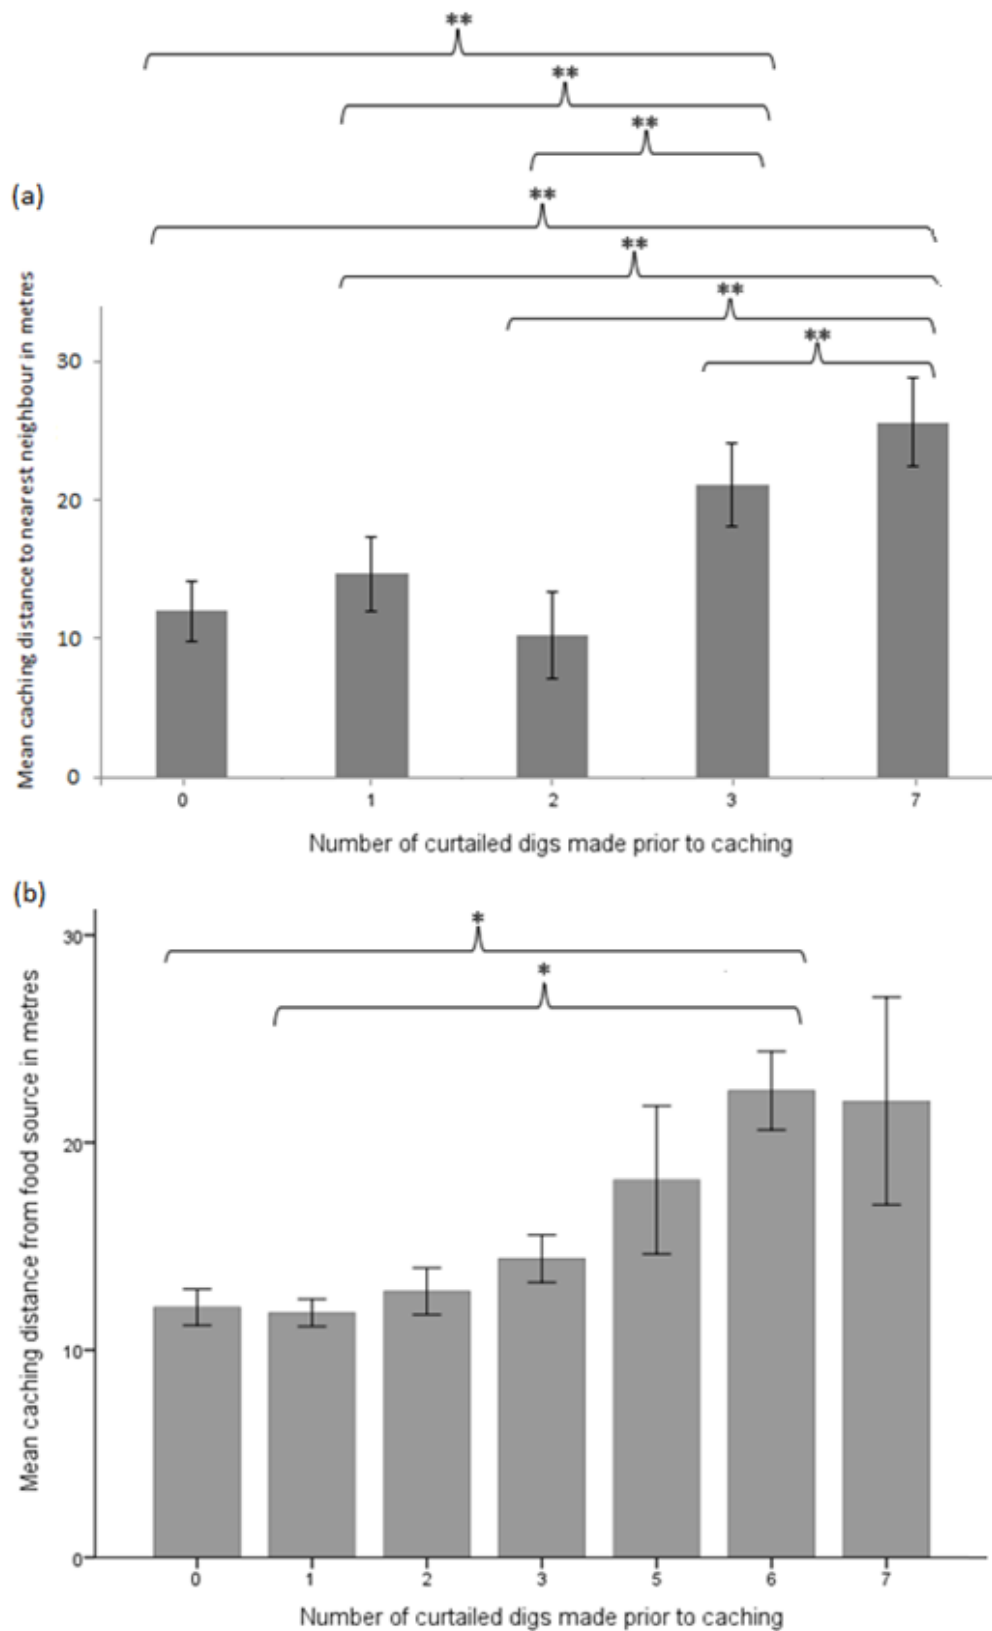 **
**
**
(a)
**
**
**
**
Mean caching distance to nearest neighbour in metres
30
20
10
0
0 1 2 3 7
Number of curtailed digs made prior to caching
(b)
*
*
Mean caching distance from food source in metres
30
20
10
0
0 1 2 3 5 6 7
Number of curtailed digs made prior to caching